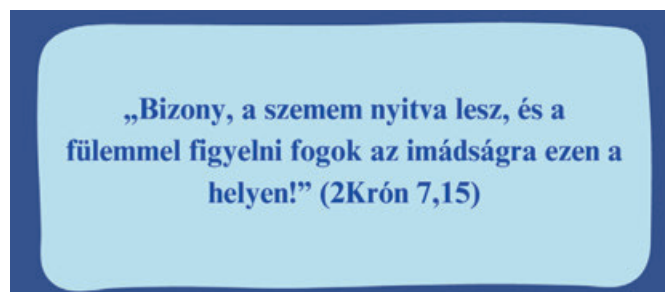 „Bizony, a szemem nyitva lesz, és a
fülemmel figyelni fogok az imádságra ezen a
helyen!” (2Krón 7,15)